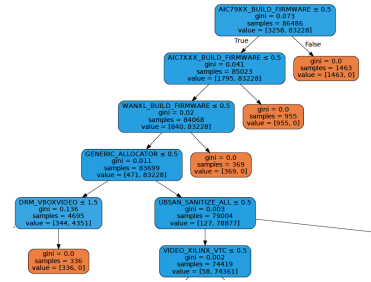 AIC79XX_BUILD_FIRMWARE ≤ 0.5
gini = 0.073
samples = 86486
value = [3258, 83228]
True
False
AIC7XXX_BUILD_FIRMWARE ≤ 0.5
gini = 0.041
samples = 85023
value = [1795, 83228]
gini = 0.0
samples = 1463
value = [1463, 0]
WANXL_BUILD_FIRMWARE ≤ 0.5
gini = 0.02
samples = 84068
value = [840, 83228]
gini = 0.0
samples = 955
value = [955, 0]
GENERIC_ALLOCATOR ≤ 0.5
gini = 0.011
samples = 83699
value = [471, 83228]
gini = 0.0
samples = 369
value = [369, 0]
DRM_VBOXVIDEO ≤ 1.5
gini = 0.136
samples = 4695
value = [344, 4351]
UBSAN_SANITIZE_ALL ≤ 0.5
gini = 0.003
samples = 79004
value = [127, 78877]
gini = 0.0
samples = 336
value = [336, 0]
VIDEO_XILINX_VTC ≤ 0.5
gini = 0.002
samples = 74419
value = [58, 74361]